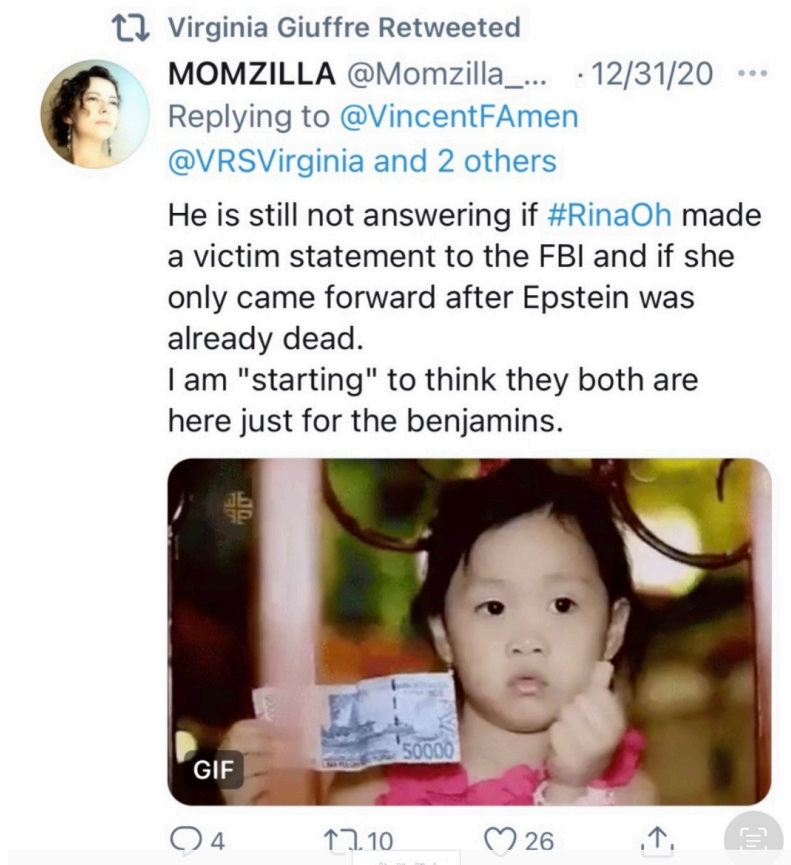 Virginia Giuffre Retweeted
MOMZILLA @Momzilla_... · 12/31/20 ...
Replying to @VincentFAmen
@VRSVirginia and 2 others
He is still not answering if #RinaOh made
a victim statement to the FBI and if she
only came forward after Epstein was
already dead.
I am "starting" to think they both are
here just for the benjamins.
50000
GIF
4 10 26